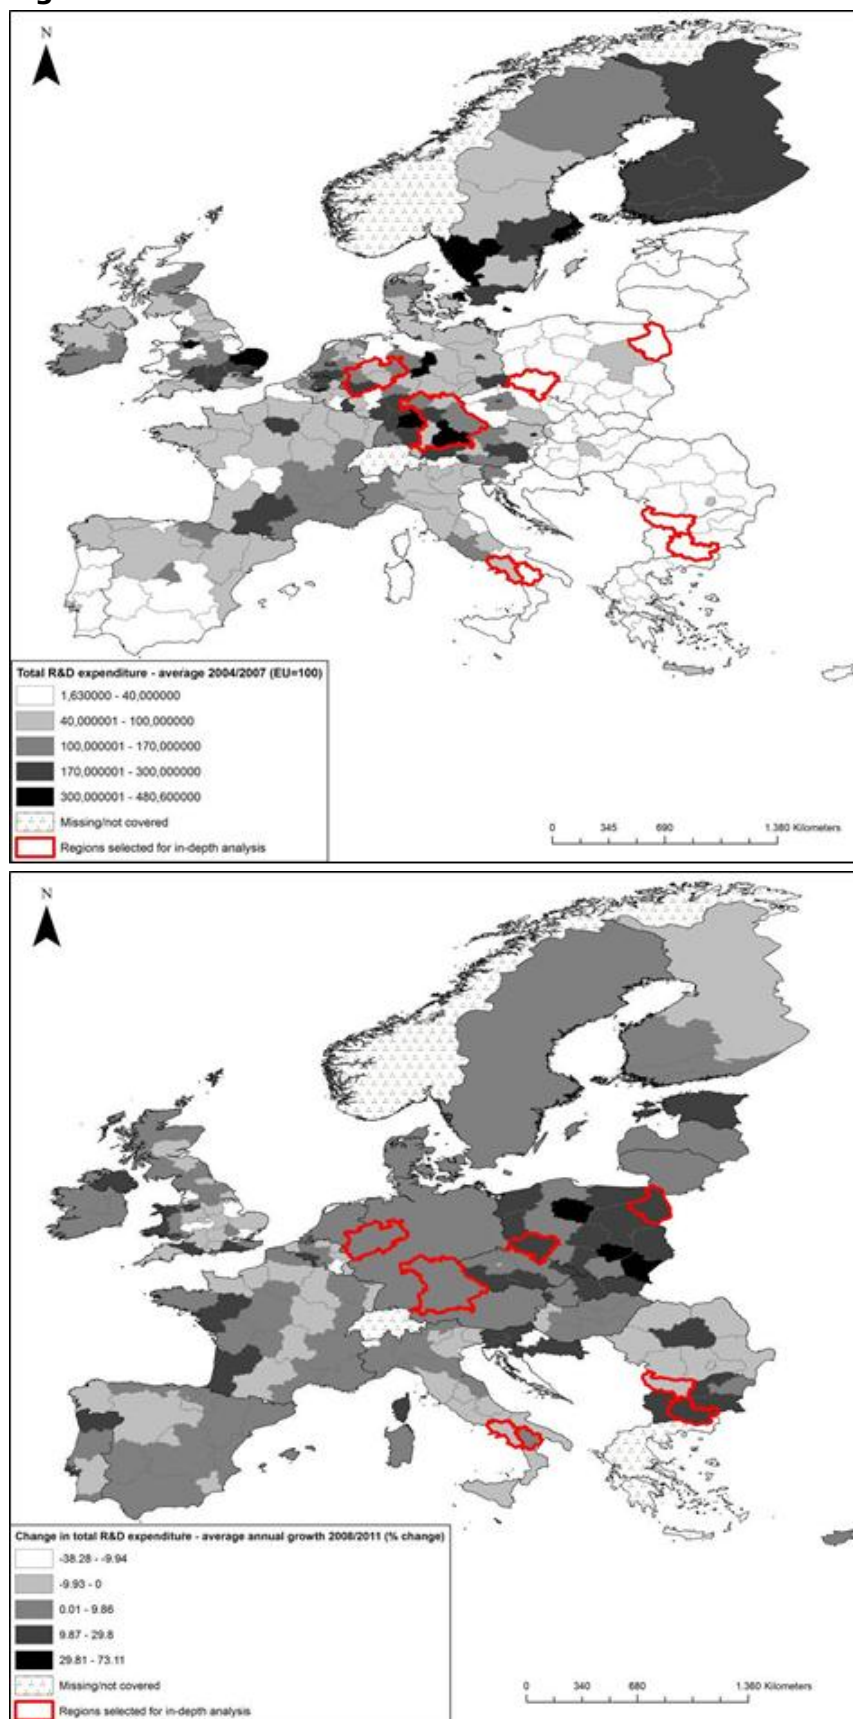 N
Total R&D expenditure - average 2004/2007 (EU=100)
1,630000 - 40,000000
40,000001 - 100,000000
100,000001 - 170,000000
170,000001 - 300,000000
300,000001 - 480,600000
Missing/not covered
Regions selected for in-depth analysis
0 345 690 1.380 Kilometers
N
Change in total R&D expenditure - average annual growth 2008/2011 (% change)
-38.28 - -9.94
-9.93 - 0
0.01 - 9.86
9.87 - 29.8
29.81 - 73.11
Missing/not covered
Regions selected for in-depth analysis
0 340 680 1.360 Kilometers